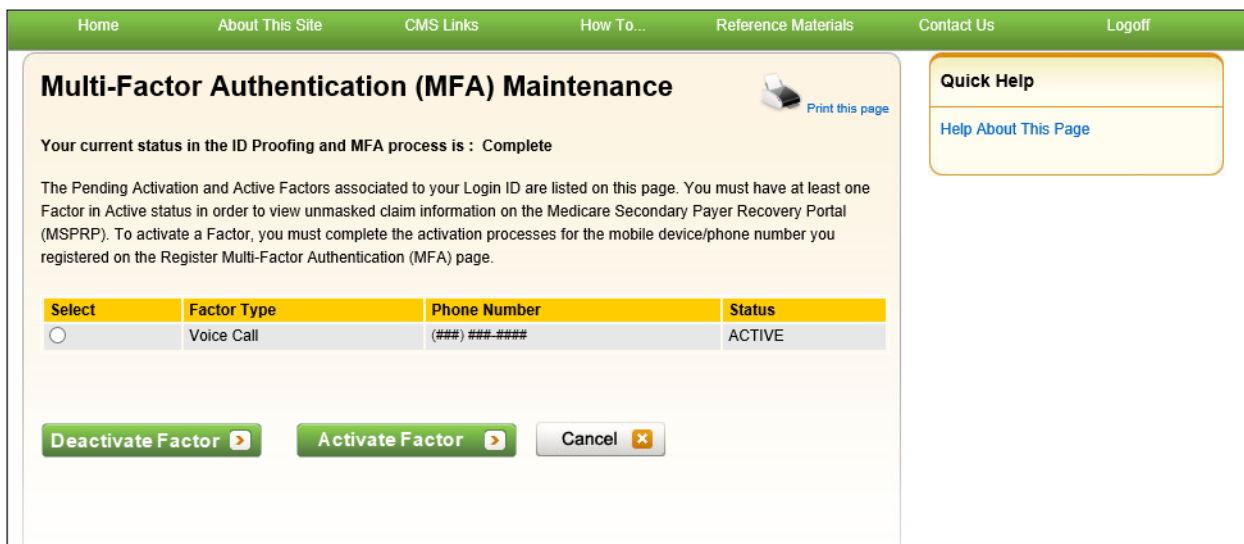 Home About This Site CMS Links How To... Reference Materials Contact Us Logoff
Multi-Factor Authentication (MFA) Maintenance
Print this page
Quick Help
Help About This Page
Your current status in the ID Proofing and MFA process is : Complete
The Pending Activation and Active Factors associated to your Login ID are listed on this page. You must have at least one
Factor in Active status in order to view unmasked claim information on the Medicare Secondary Payer Recovery Portal
(MSPRP). To activate a Factor, you must complete the activation processes for the mobile device/phone number you
registered on the Register Multi-Factor Authentication (MFA) page.
Select Factor Type Phone Number Status
Voice Call (###) ###-#### ACTIVE
Deactivate Factor Activate Factor Cancel